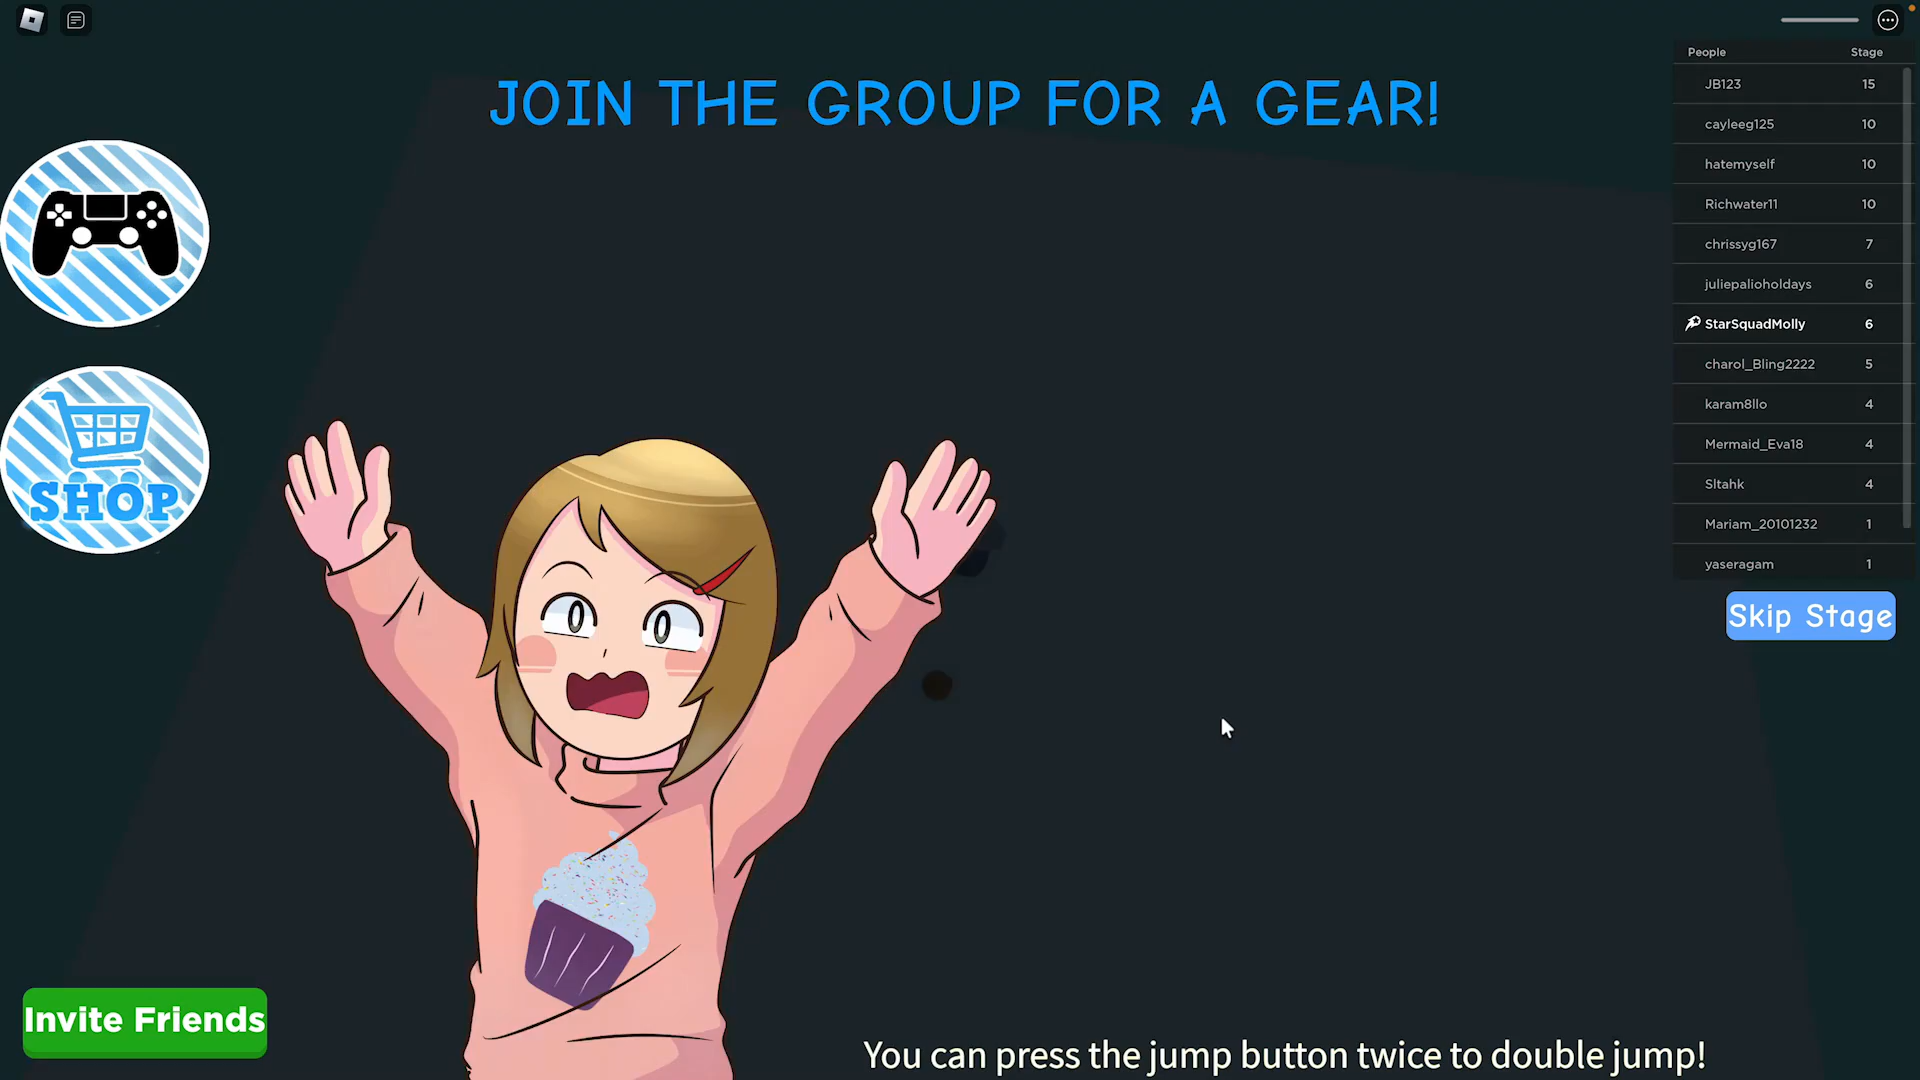 JOIN THE GROUP FOR A GEAR!
People Stage
JB123 15
cayleeg125 10
hatemyself 10
Richwater11 10
chrissyg167 7
juliepalioholdays 6
StarSquadMolly 6
charol_Bling2222 5
karam8llo 4
Mermaid_Eva18 4
Sltahk 4
Mariam_20101232 1
yaseragam 1
SHOP
Skip Stage
Invite Friends
You can press the jump button twice to double jump!